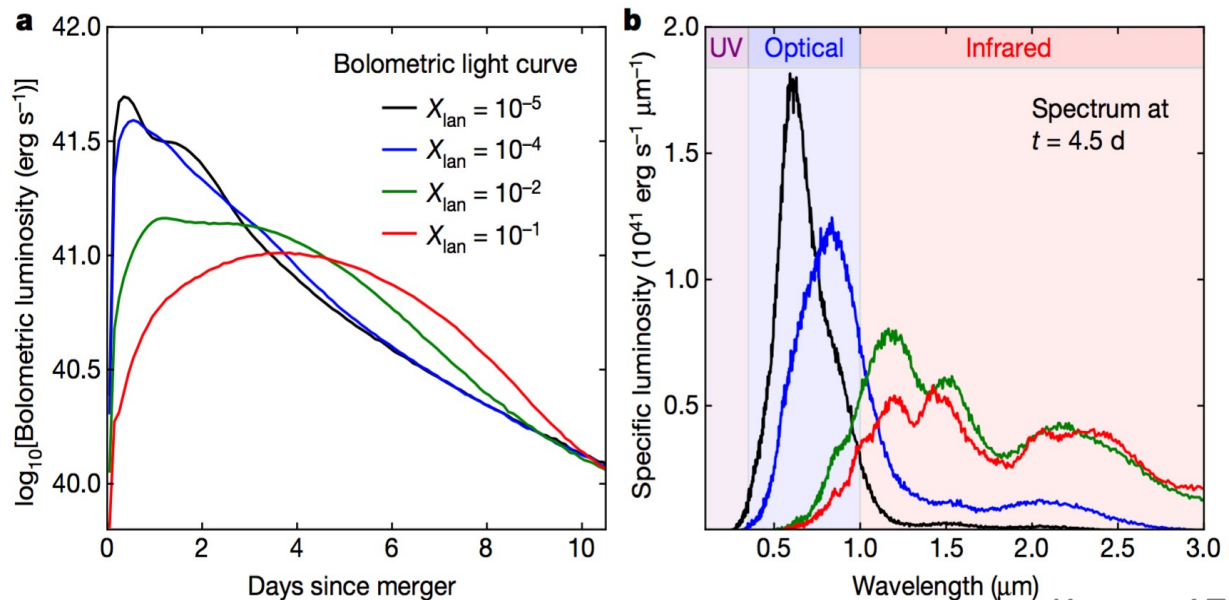 a
42.0
41.5
41.0
40.5
40.0
log₁₀[Bolometric luminosity (erg s⁻¹)]
0
2
4
6
8
10
Days since merger
Bolometric light curve
Xlan = 10⁻⁵
Xlan = 10⁻⁴
Xlan = 10⁻²
Xlan = 10⁻¹
b
2.0
1.5
1.0
0.5
Specific luminosity (10⁴¹ erg s⁻¹ μm⁻¹)
UV
Optical
Infrared
Spectrum at
t = 4.5 d
0.5
1.0
1.5
2.0
2.5
3.0
Wavelength (μm)